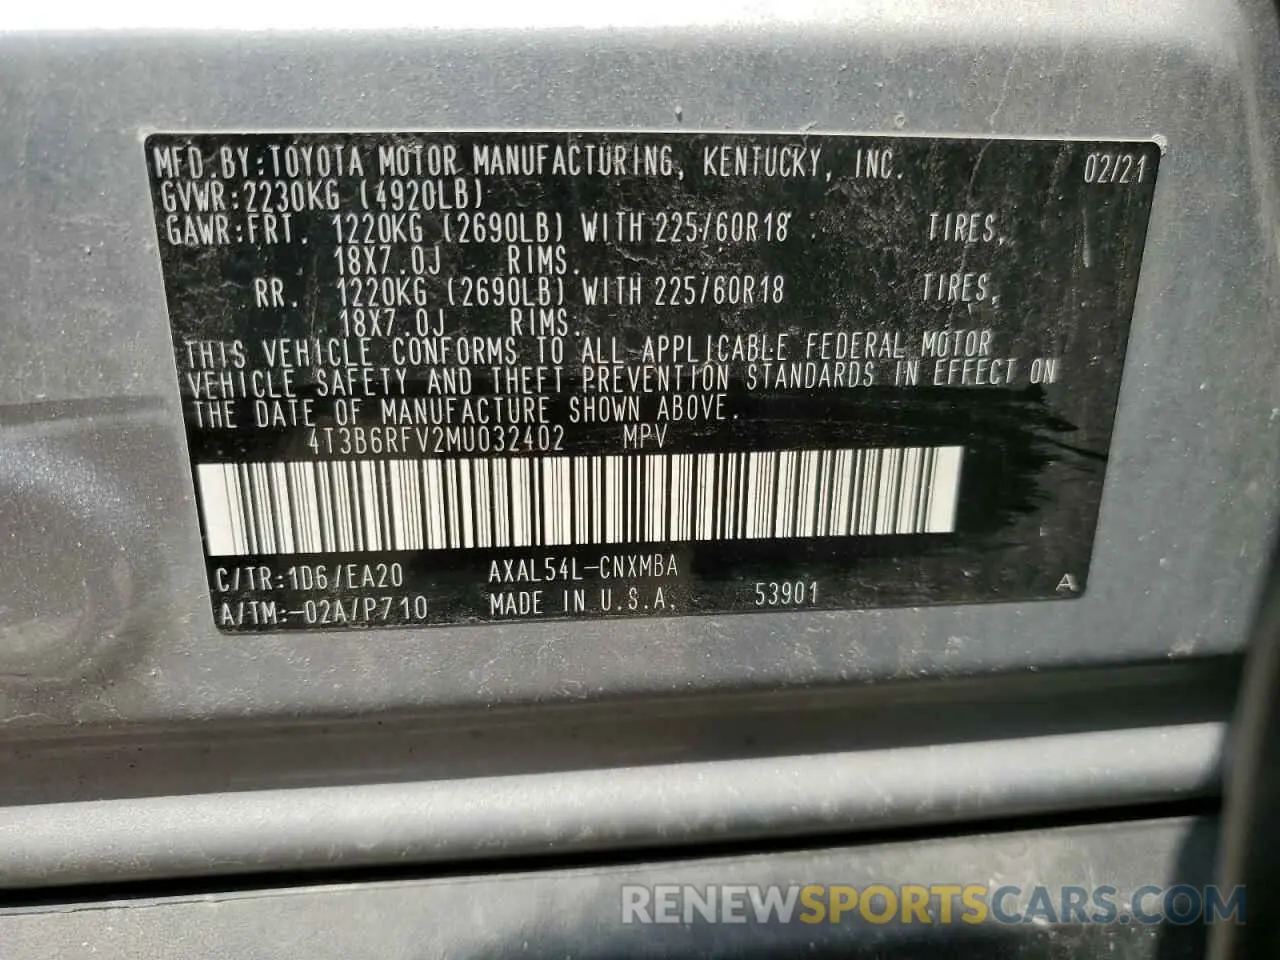 MFD.BY:TOYOTA MOTOR MANUFACTURING, KENTUCKY, INC. 02/21
GVWR:2230KG (4920LB)
GAWR:FRT. 1220KG (2690LB) WITH 225/60R18 TIRES,
18X7.0J RIMS.
RR. 1220KG (2690LB) WITH 225/60R18 TIRES,
18X7.0J RIMS.
THIS VEHICLE CONFORMS TO ALL APPLICABLE FEDERAL MOTOR
VEHICLE SAFETY AND THEFT PREVENTION STANDARDS IN EFFECT ON
THE DATE OF MANUFACTURE SHOWN ABOVE.
4T3B6RFV2MU032402 MPV
C/TR:1D6/EA20 AXAL54L-CNXMBA
A/TM:-02A/P710 MADE IN U.S.A. 53901 A
RENEWSPORTSCARS.COM